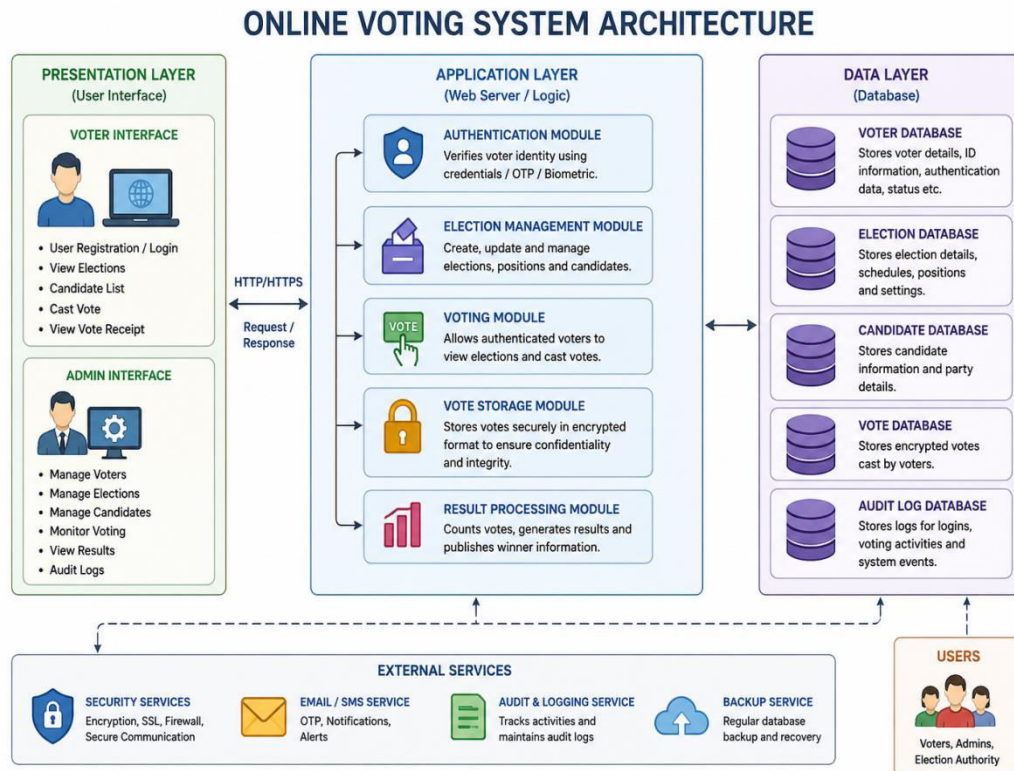 ONLINE VOTING SYSTEM ARCHITECTURE
PRESENTATION LAYER
(User Interface)
VOTER INTERFACE
• User Registration / Login
• View Elections
• Candidate List
• Cast Vote
• View Vote Receipt
ADMIN INTERFACE
• Manage Voters
• Manage Elections
• Manage Candidates
• Monitor Voting
• View Results
• Audit Logs
HTTP/HTTPS
Request /
Response
APPLICATION LAYER
(Web Server / Logic)
AUTHENTICATION MODULE
Verifies voter identity using
credentials / OTP / Biometric.
ELECTION MANAGEMENT MODULE
Create, update and manage
elections, positions and candidates.
VOTE
VOTING MODULE
Allows authenticated voters to
view elections and cast votes.
VOTE STORAGE MODULE
Stores votes securely in encrypted
format to ensure confidentiality
and integrity.
RESULT PROCESSING MODULE
Counts votes, generates results and
publishes winner information.
DATA LAYER
(Database)
VOTER DATABASE
Stores voter details, ID
information, authentication
data, status etc.
ELECTION DATABASE
Stores election details,
schedules, positions
and settings.
CANDIDATE DATABASE
Stores candidate
information and party
details.
VOTE DATABASE
Stores encrypted votes
cast by voters.
AUDIT LOG DATABASE
Stores logs for logins,
voting activities and
system events.
EXTERNAL SERVICES
SECURITY SERVICES
Encryption, SSL, Firewall,
Secure Communication
EMAIL / SMS SERVICE
OTP, Notifications,
Alerts
AUDIT & LOGGING SERVICE
Tracks activities and
maintains audit logs
BACKUP SERVICE
Regular database
backup and recovery
USERS
Voters, Admins,
Election Authority